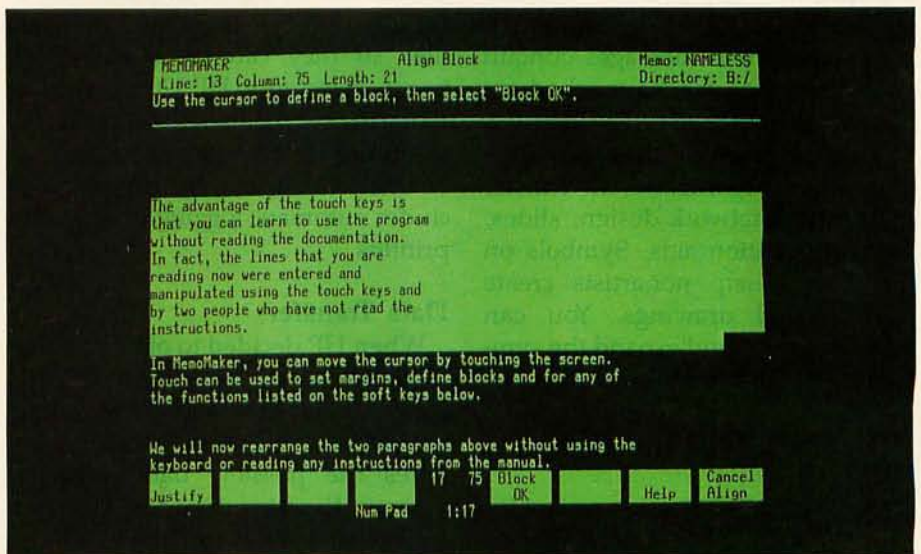 MEMOMAKER Align Block Memo: NAMELESS
Line: 13 Column: 75 Length: 21 Directory: B:/
Use the cursor to define a block, then select "Block OK".
The advantage of the touch keys is
that you can learn to use the program
without reading the documentation.
In fact, the lines that you are
reading now were entered and
manipulated using the touch keys and
by two people who have not read the
instructions.
In MemoMaker, you can move the cursor by touching the screen.
Touch can be used to set margins, define blocks and for any of
the functions listed on the soft keys below.
We will now rearrange the two paragraphs above without using the
keyboard or reading any instructions from the manual.
Justify 17 75 Block OK Help Cancel Align
Num Pad 1:17